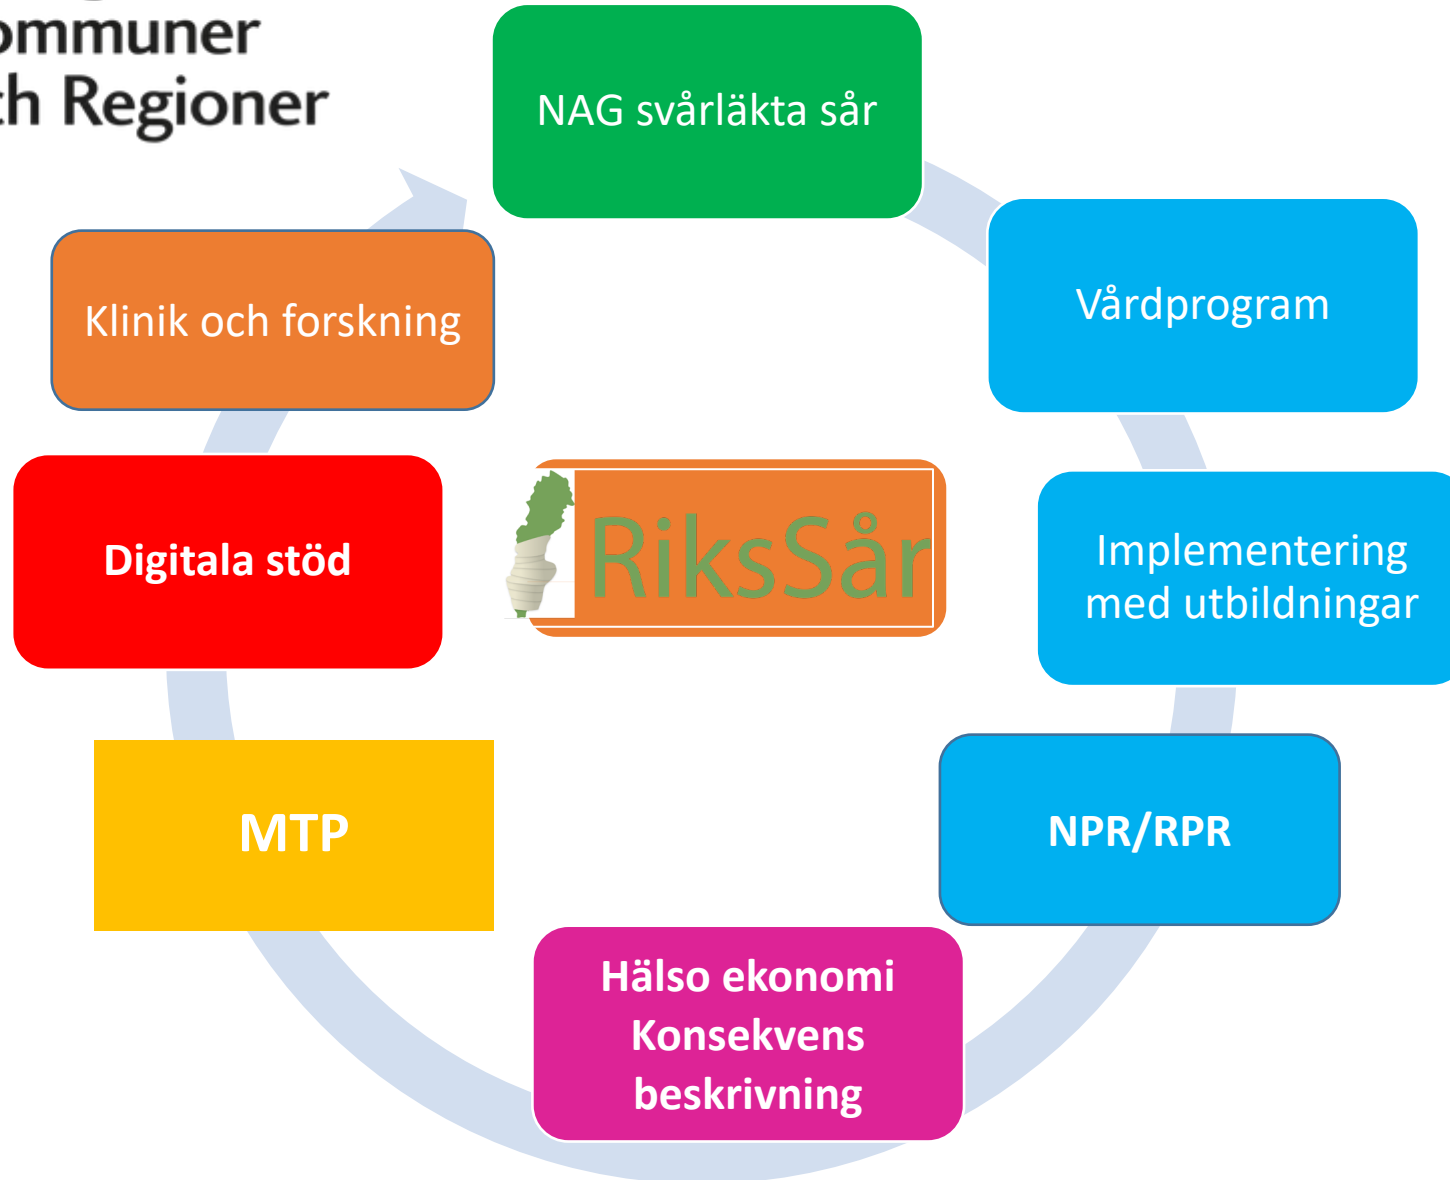 ommuner
ch Regioner
NAG svårläkta sår
Vårdprogram
Klinik och forskning
Implementering
med utbildningar
Digitala stöd
RiksSår
NPR/RPR
MTP
Hälso ekonomi
Konsekvens
beskrivning